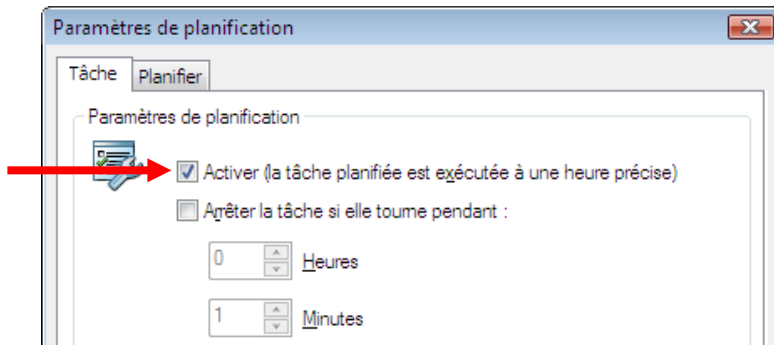 Paramètres de planification
Tâche Planifier
Paramètres de planification
Activer (la tâche planifiée est exécutée à une heure précise)
Arrêter la tâche si elle tourne pendant :
0 Heures
1 Minutes